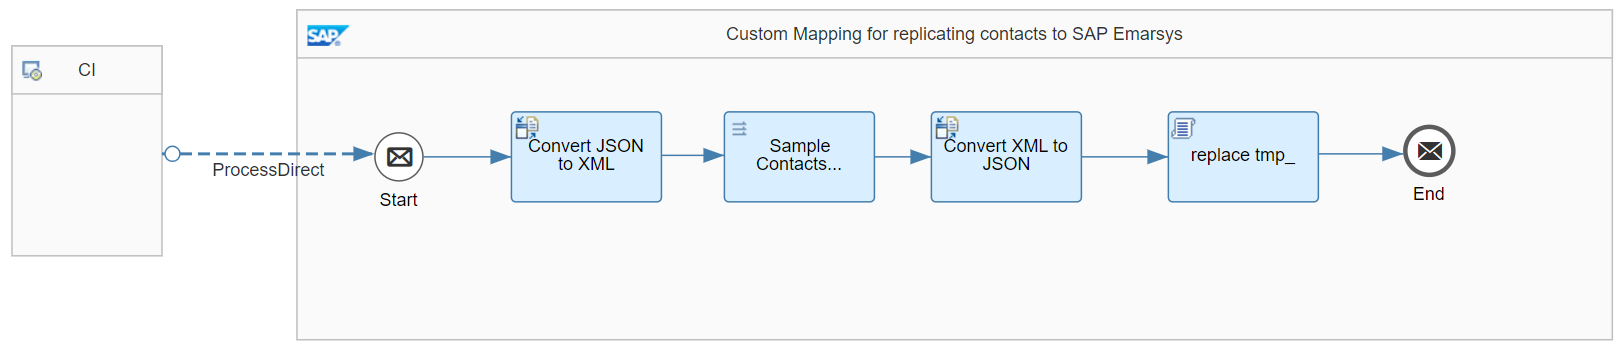 SAP
Custom Mapping for replicating contacts to SAP Emarsys
CI
ProcessDirect
Start
Convert JSON
to XML
Sample
Contacts...
Convert XML to
JSON
replace tmp_
End